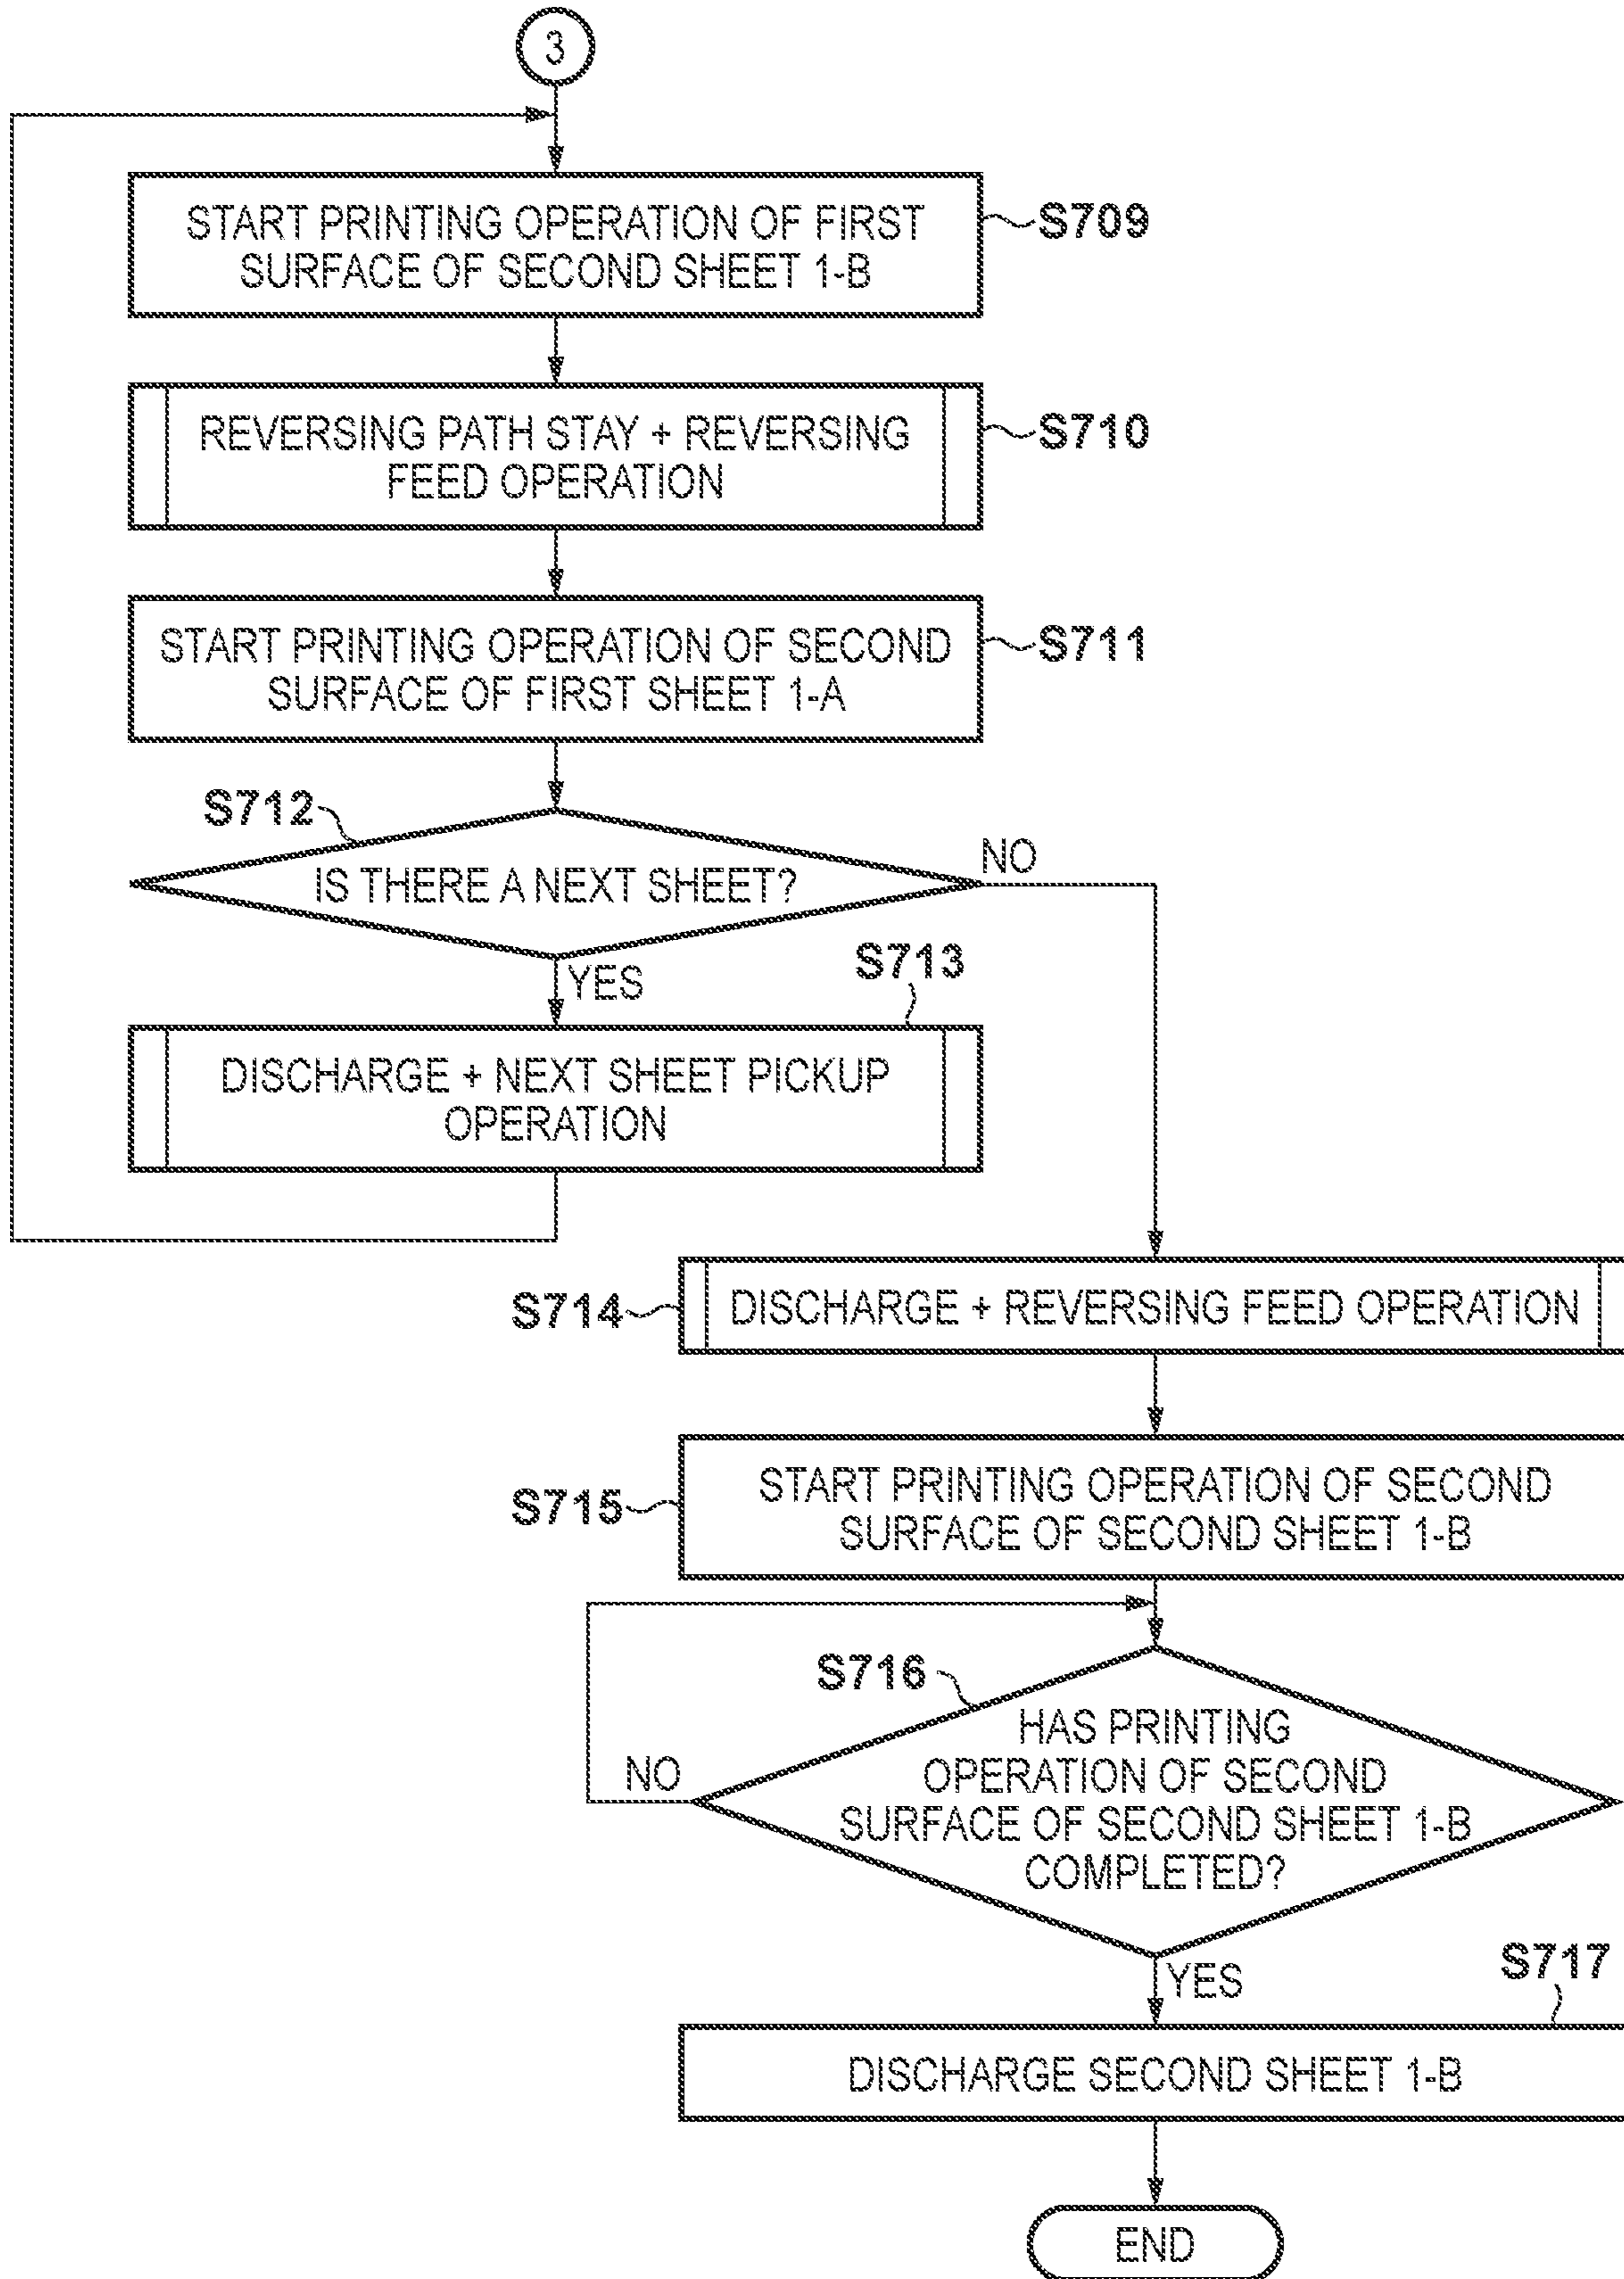 3
START PRINTING OPERATION OF FIRST
SURFACE OF SECOND SHEET 1-B
S709
REVERSING PATH STAY + REVERSING
FEED OPERATION
S710
START PRINTING OPERATION OF SECOND
SURFACE OF FIRST SHEET 1-A
S711
S712
IS THERE A NEXT SHEET?
NO
YES
S713
DISCHARGE + NEXT SHEET PICKUP
OPERATION
S714
DISCHARGE + REVERSING FEED OPERATION
S715
START PRINTING OPERATION OF SECOND
SURFACE OF SECOND SHEET 1-B
S716
HAS PRINTING
OPERATION OF SECOND
SURFACE OF SECOND SHEET 1-B
COMPLETED?
NO
YES
S717
DISCHARGE SECOND SHEET 1-B
END